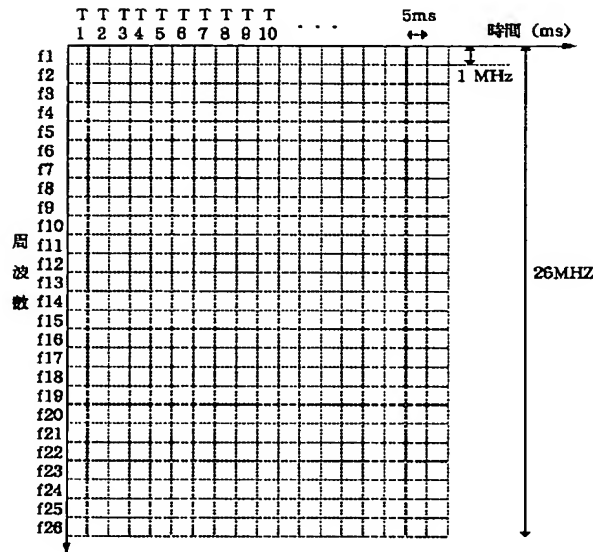 T T T T T T T T T T
1 2 3 4 5 6 7 8 9 10 · · · ·
5ms
時間 (ms)
1 MHz
f1
f2
f3
f4
f5
f6
f7
f8
f9
f10
f11
f12
f13
f14
f15
f16
f17
f18
f19
f20
f21
f22
f23
f24
f25
f26
周波数
26MHZ